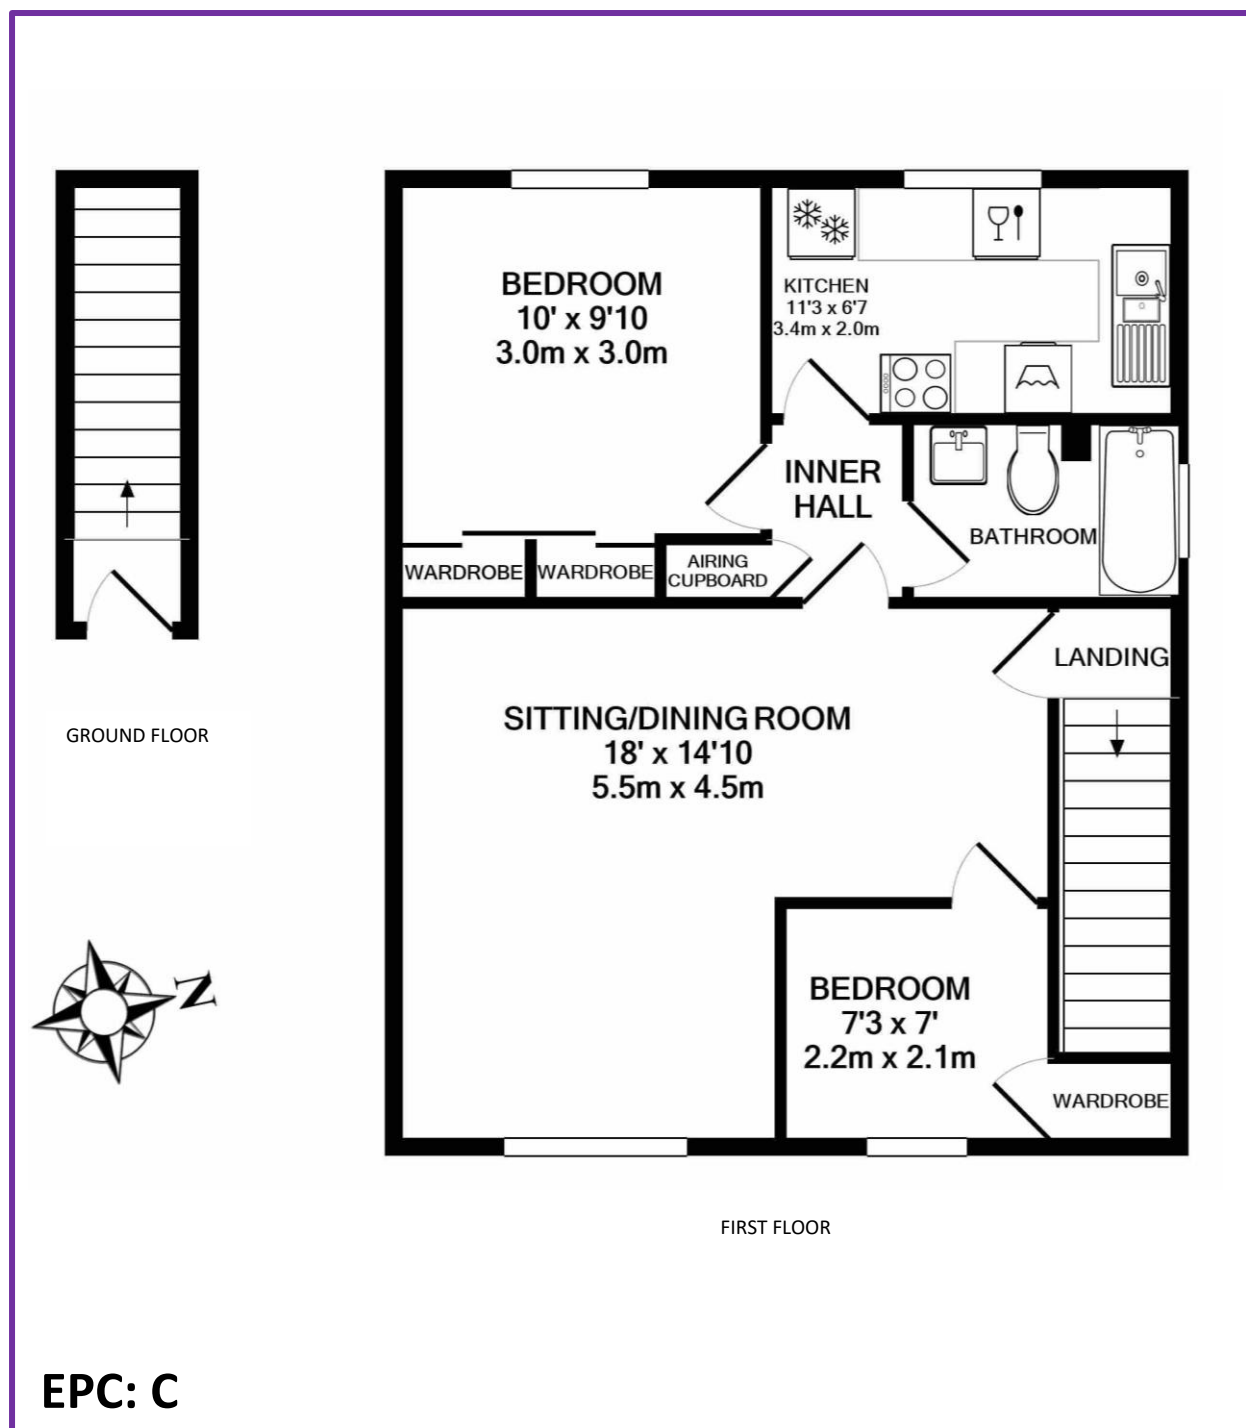 BEDROOM
10' x 9'10
3.0m x 3.0m
KITCHEN
11'3 x 6'7
3.4m x 2.0m
INNER
HALL
BATHROOM
WARDROBE
WARDROBE
AIRING
CUPBOARD
LANDING
SITTING/DINING ROOM
18' x 14'10
5.5m x 4.5m
GROUND FLOOR
BEDROOM
7'3 x 7'
2.2m x 2.1m
N
WARDROBE
FIRST FLOOR
EPC: C